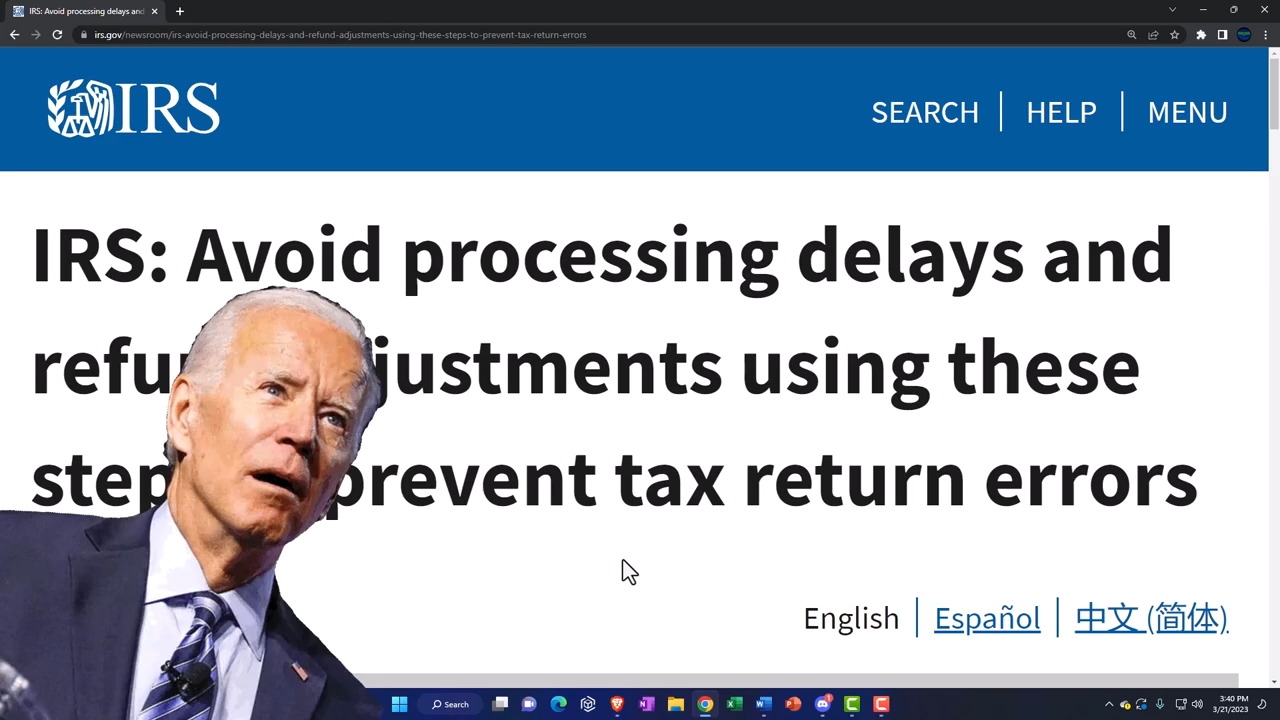 IRS: Avoid processing delays and
irs.gov/newsroom/irs-avoid-processing-delays-and-refund-adjustments-using-these-steps-to-prevent-tax-return-errors
IRS
SEARCH | HELP | MENU
IRS: Avoid processing delays and
refu justments using these
step prevent tax return errors
English | Español | 中文 (简体)
Search
3:40 PM
3/21/2023